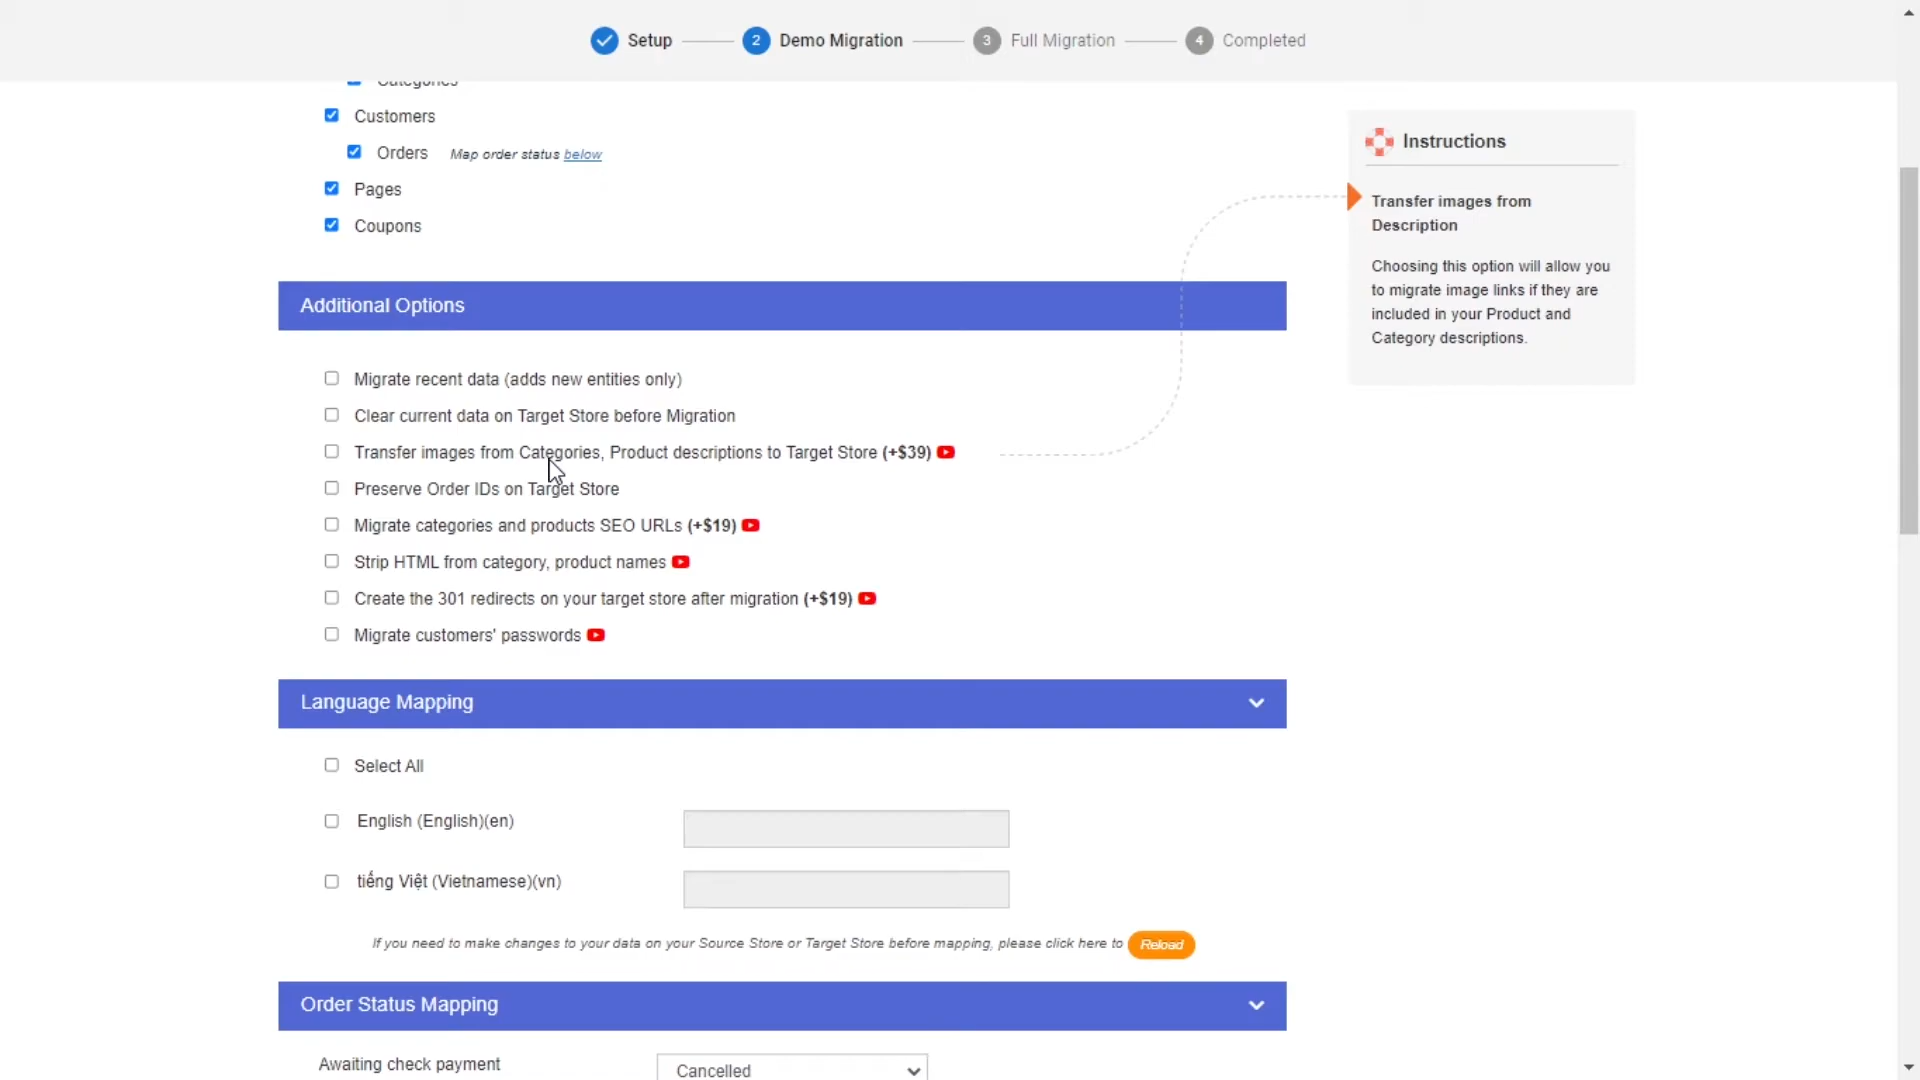 Setup
2
Demo Migration
3
Full Migration
4
Completed
Categories
Customers
Orders Map order status below
Pages
Coupons
Instructions
Transfer images from
Description
Choosing this option will allow you
to migrate image links if they are
included in your Product and
Category descriptions.
Additional Options
Migrate recent data (adds new entities only)
Clear current data on Target Store before Migration
Transfer images from Categories, Product descriptions to Target Store (+$39)
Preserve Order IDs on Target Store
Migrate categories and products SEO URLs (+$19)
Strip HTML from category, product names
Create the 301 redirects on your target store after migration (+$19)
Migrate customers' passwords
Language Mapping
Select All
English (English)(en)
tiếng Việt (Vietnamese)(vn)
If you need to make changes to your data on your Source Store or Target Store before mapping, please click here to Reload
Order Status Mapping
Awaiting check payment
Cancelled